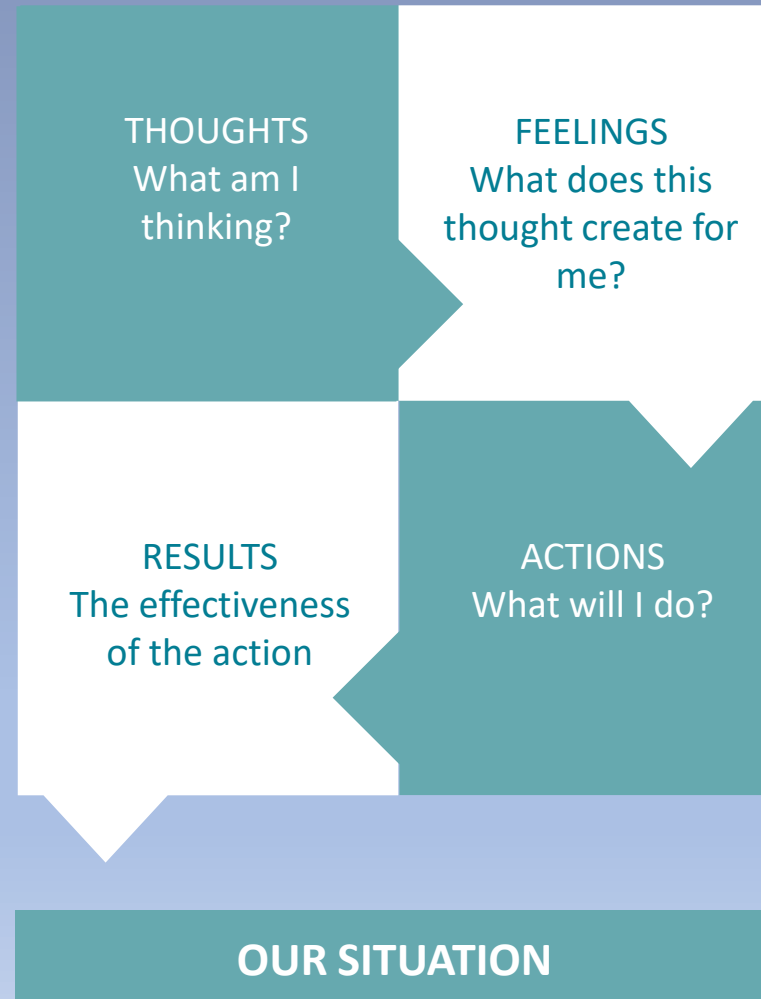 THOUGHTS
What am I
thinking?
FEELINGS
What does this
thought create for
me?
RESULTS
The effectiveness
of the action
ACTIONS
What will I do?
OUR SITUATION